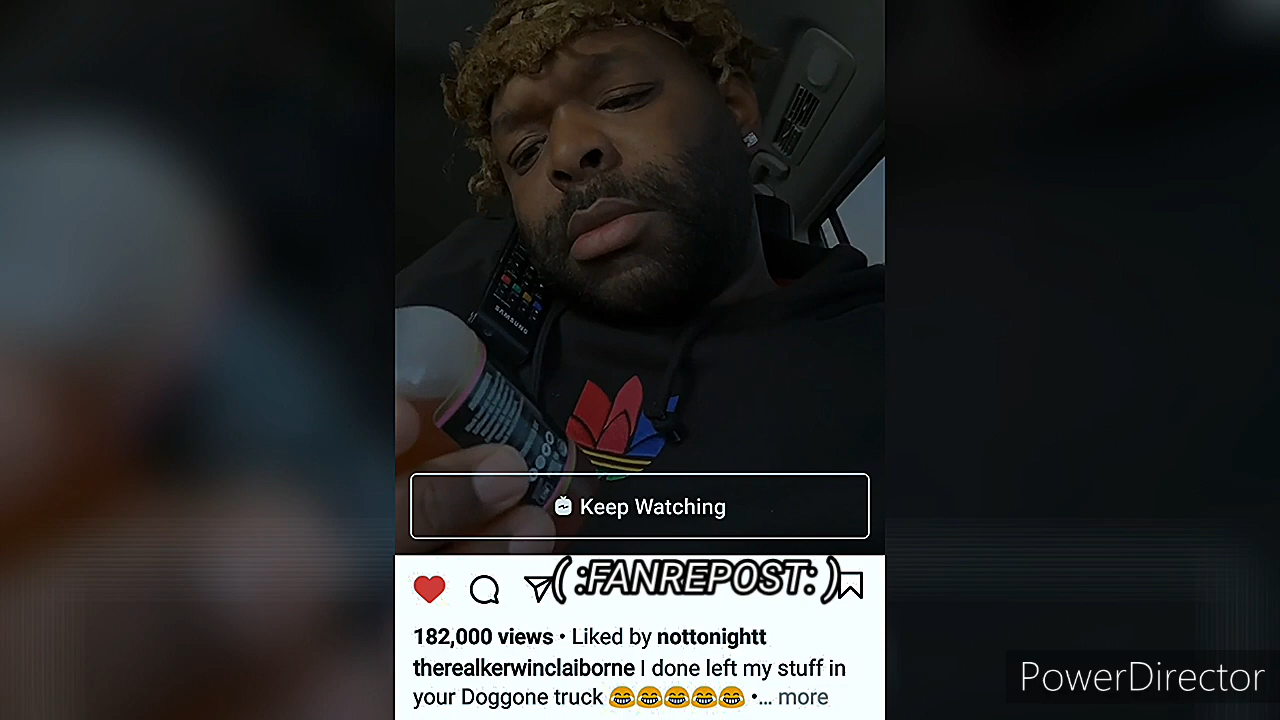 SAMSUNG
Keep Watching
( :FANREPOST: )
182,000 views • Liked by nottonightt
therealkerwinclaiborne I done left my stuff in
your Doggone truck 😂😂😂😂😂 •... more
PowerDirector